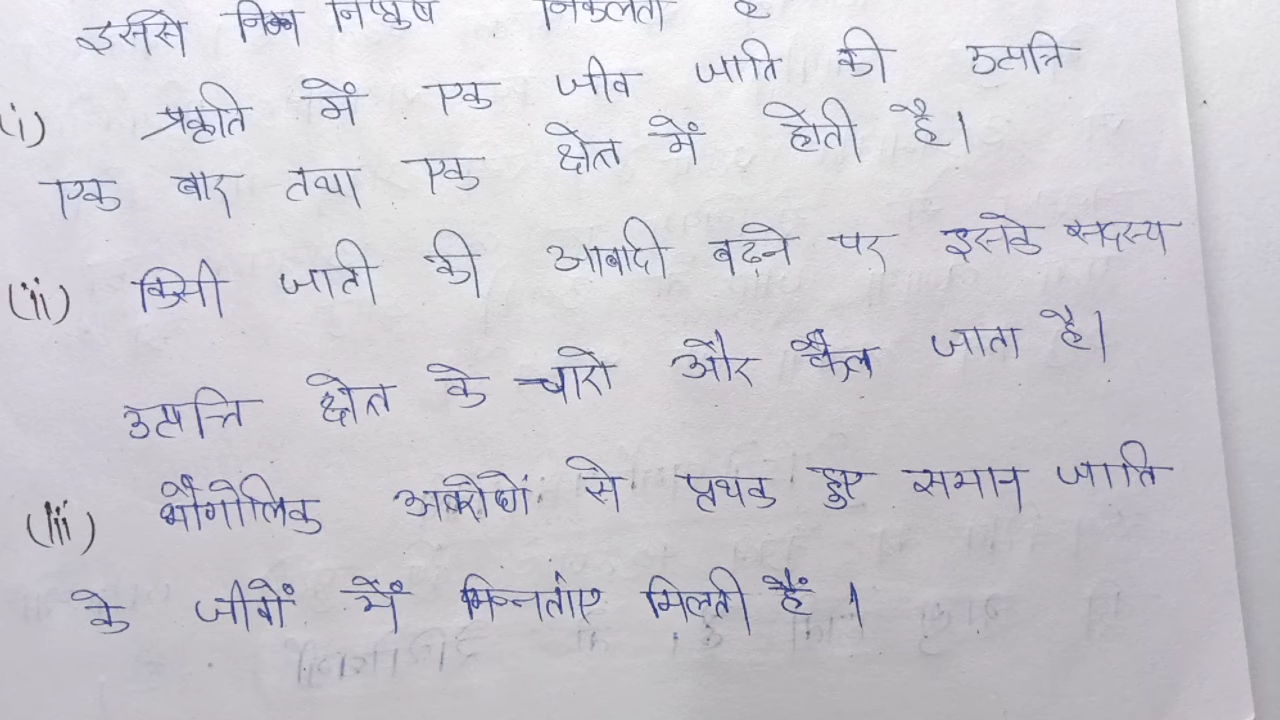 इससे निम्न निष्कर्ष निकलता है
(i) प्रकृति में एक जीव जाति की उत्पत्ति
एक बार तथा एक क्षेत्र में होती है।
(ii) किसी जाती की आबादी बढ़ने पर इसके सदस्य
उत्पत्ति क्षेत्र के चारो और फैल जाता है।
(iii) भौगोलिक अवरोधों से पृथक हुए समान जाति
के जीवों में भिन्नताए मिलती हैं।